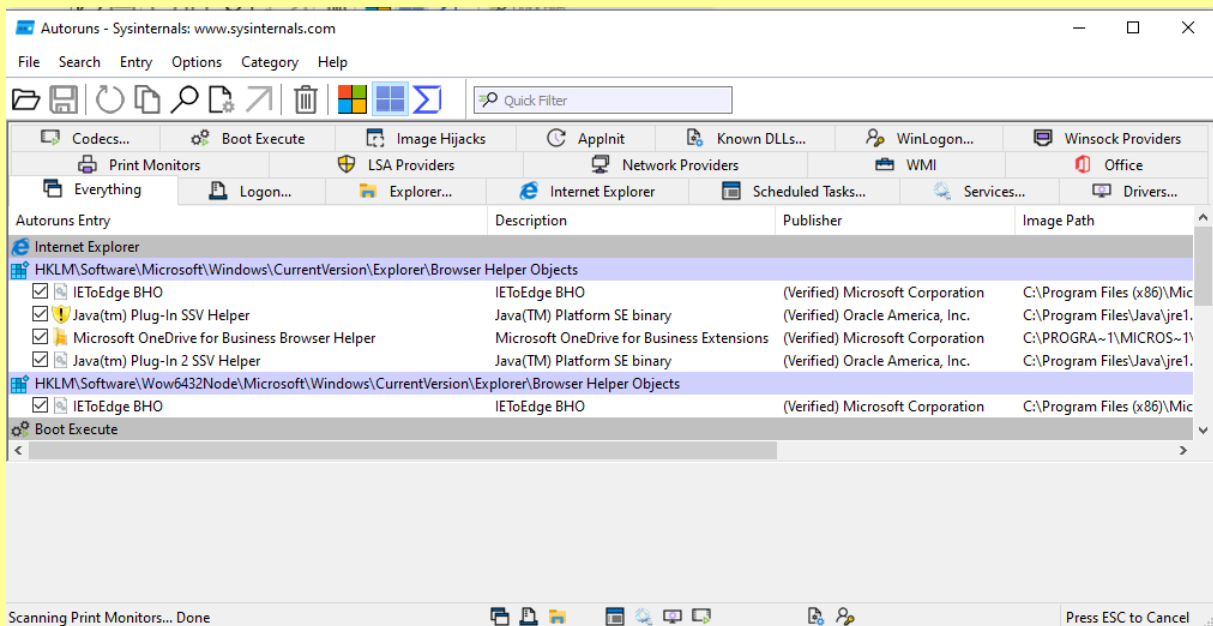 Autoruns - Sysinternals: www.sysinternals.com
File Search Entry Options Category Help
Quick Filter
Codecs... Boot Execute Image Hijacks AppInit Known DLLs... WinLogon... Winsock Providers
Print Monitors LSA Providers Network Providers WMI Office
Everything Logon... Explorer... Internet Explorer Scheduled Tasks... Services... Drivers...
Autoruns Entry Description Publisher Image Path
Internet Explorer
HKLM\Software\Microsoft\Windows\CurrentVersion\Explorer\Browser Helper Objects
IEToEdge BHO IEToEdge BHO (Verified) Microsoft Corporation C:\Program Files (x86)\Mic
Java(tm) Plug-In SSV Helper Java(TM) Platform SE binary (Verified) Oracle America, Inc. C:\Program Files\Java\jre1.
Microsoft OneDrive for Business Browser Helper Microsoft OneDrive for Business Extensions (Verified) Microsoft Corporation C:\PROGRA~1\MICROS~1\
Java(tm) Plug-In 2 SSV Helper Java(TM) Platform SE binary (Verified) Oracle America, Inc. C:\Program Files\Java\jre1.
HKLM\Software\Wow6432Node\Microsoft\Windows\CurrentVersion\Explorer\Browser Helper Objects
IEToEdge BHO IEToEdge BHO (Verified) Microsoft Corporation C:\Program Files (x86)\Mic
Boot Execute
Scanning Print Monitors... Done Press ESC to Cancel